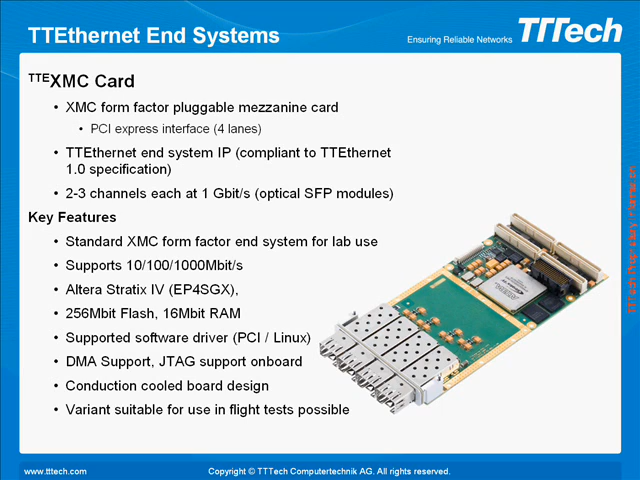 TTEthernet End Systems
Ensuring Reliable Networks
TTTech
TTEXMC Card
• XMC form factor pluggable mezzanine card
• PCI express interface (4 lanes)
• TTEthernet end system IP (compliant to TTEthernet
1.0 specification)
• 2-3 channels each at 1 Gbit/s (optical SFP modules)
Key Features
• Standard XMC form factor end system for lab use
• Supports 10/100/1000Mbit/s
• Altera Stratix IV (EP4SGX),
• 256Mbit Flash, 16Mbit RAM
• Supported software driver (PCI / Linux)
• DMA Support, JTAG support onboard
• Conduction cooled board design
• Variant suitable for use in flight tests possible
TTTech Proprietary Information
www.tttech.com
Copyright © TTTech Computertechnik AG. All rights reserved.